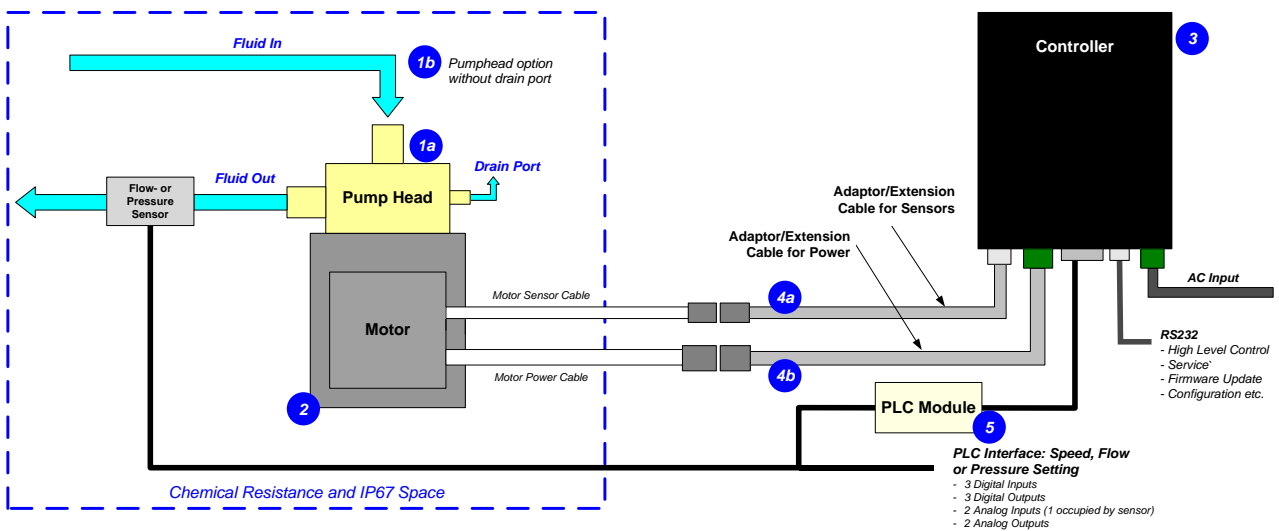 Fluid In
1b
Pumphead option
without drain port
1a
Drain Port
Fluid Out
Flow- or
Pressure
Sensor
Pump Head
Motor
2
Motor Sensor Cable
Motor Power Cable
Chemical Resistance and IP67 Space
Controller
3
Adaptor/Extension
Cable for Sensors
Adaptor/Extension
Cable for Power
4a
4b
AC Input
RS232
- High Level Control
- Service`
- Firmware Update
- Configuration etc.
PLC Module
5
PLC Interface: Speed, Flow
or Pressure Setting
- 3 Digital Inputs
- 3 Digital Outputs
- 2 Analog Inputs (1 occupied by sensor)
- 2 Analog Outputs